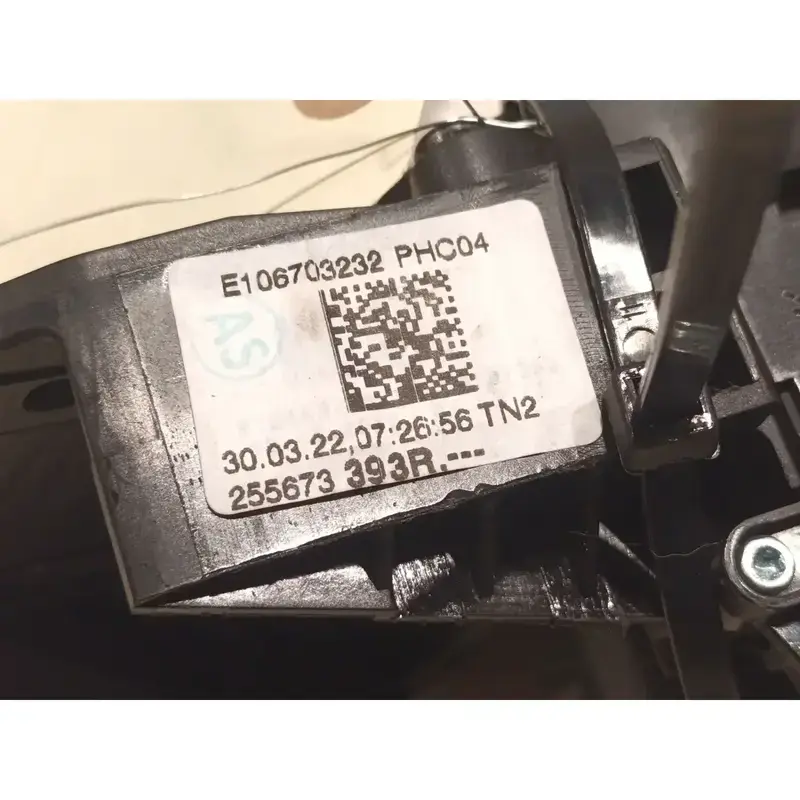 E106703232 PHC04
AS
30.03.22,07:26:56 TN2
255673 393R.---